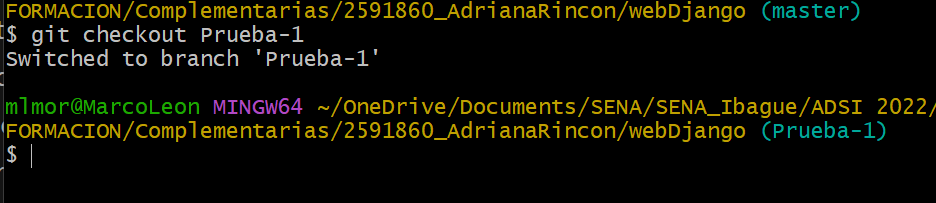 FORMACION/Complementarias/2591860_AdrianaRincon/webDjango (master)
$ git checkout Prueba-1
Switched to branch 'Prueba-1'
mlmor@MarcoLeon MINGW64 ~/OneDrive/Documents/SENA/SENA_Ibague/ADSI 2022/
FORMACION/Complementarias/2591860_AdrianaRincon/webDjango (Prueba-1)
$